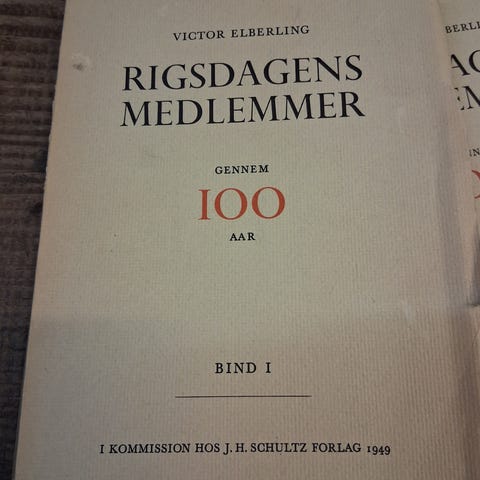 VICTOR ELBERLING
RIGSDAGENS
MEDLEMMER
GENNEM
100
AAR
BIND I
I KOMMISSION HOS J. H. SCHULTZ FORLAG 1949